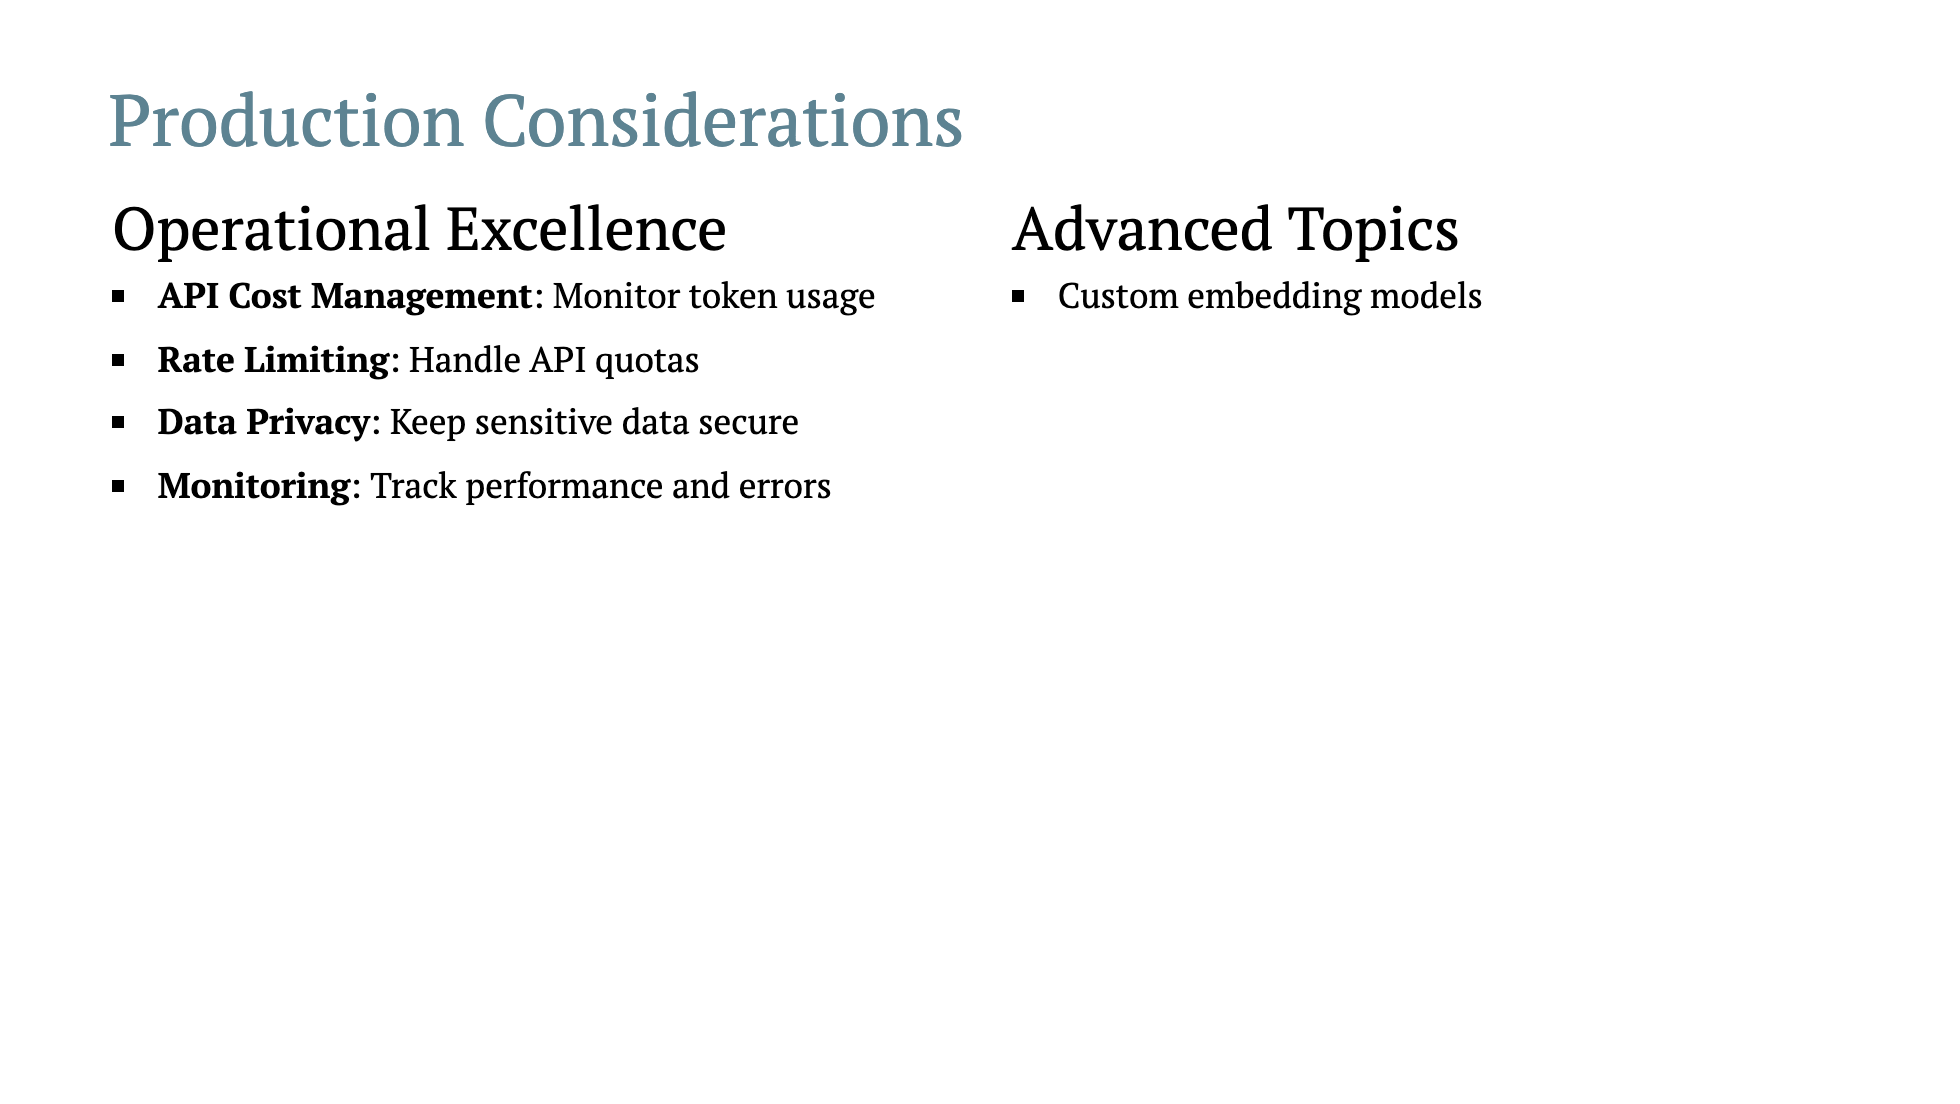 Production Considerations
Operational Excellence
API Cost Management: Monitor token usage
Rate Limiting: Handle API quotas
Data Privacy: Keep sensitive data secure
Monitoring: Track performance and errors
Advanced Topics
Custom embedding models